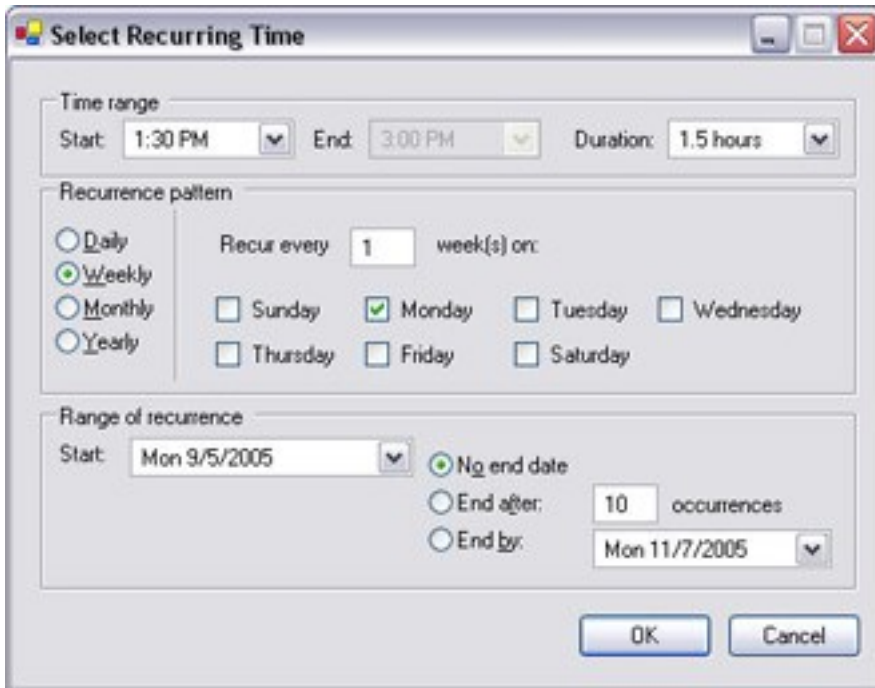 Select Recurring Time
Time range
Start: 1:30 PM End: 3:00 PM Duration: 1.5 hours
Recurrence pattern
Daily
Weekly
Monthly
Yearly
Recur every 1 week(s) on:
Sunday Monday Tuesday Wednesday
Thursday Friday Saturday
Range of recurrence
Start: Mon 9/5/2005
No end date
End after: 10 occurrences
End by: Mon 11/7/2005
OK Cancel